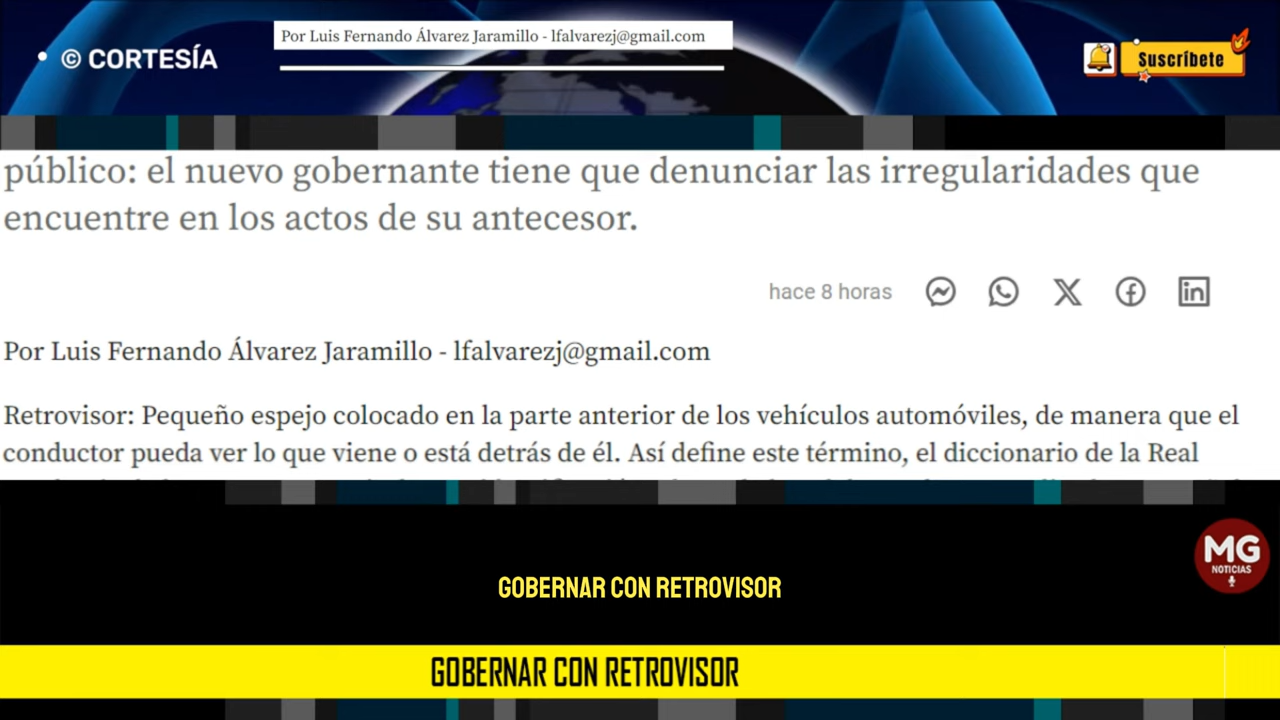 © CORTESÍA
Por Luis Fernando Álvarez Jaramillo - lfalvarezj@gmail.com
Suscríbete
público: el nuevo gobernante tiene que denunciar las irregularidades que
encuentre en los actos de su antecesor.
hace 8 horas
Por Luis Fernando Álvarez Jaramillo - lfalvarezj@gmail.com
Retrovisor: Pequeño espejo colocado en la parte anterior de los vehículos automóviles, de manera que el
conductor pueda ver lo que viene o está detrás de él. Así define este término, el diccionario de la Real
MG
NOTICIAS
GOBERNAR CON RETROVISOR
GOBERNAR CON RETROVISOR